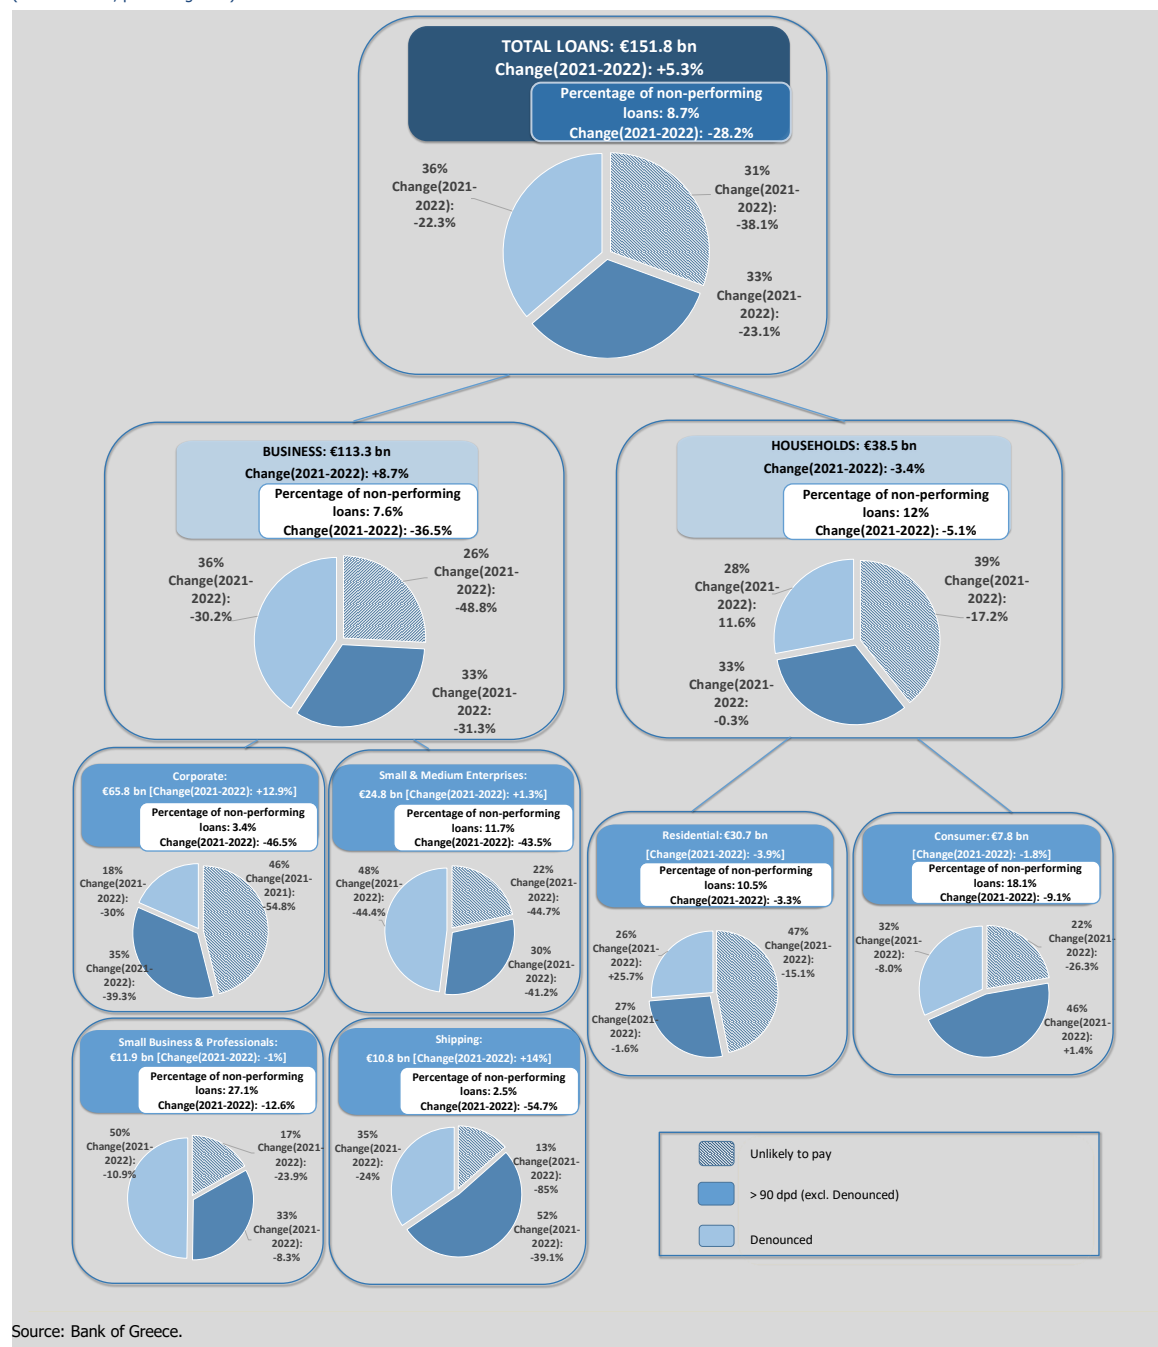 TOTAL LOANS: €151.8 bn
Change(2021-2022): +5.3%
Percentage of non-performing
loans: 8.7%
Change(2021-2022): -28.2%
36%
Change(2021-
2022):
-22.3%
31%
Change(2021-
2022):
-38.1%
33%
Change(2021-
2022):
-23.1%
BUSINESS: €113.3 bn
Change(2021-2022): +8.7%
Percentage of non-performing
loans: 7.6%
Change(2021-2022): -36.5%
36%
Change(2021-
2022):
-30.2%
26%
Change(2021-
2022):
-48.8%
33%
Change(2021-
2022:
-31.3%
HOUSEHOLDS: €38.5 bn
Change(2021-2022): -3.4%
Percentage of non-performing
loans: 12%
Change(2021-2022): -5.1%
28%
Change(2021-
2022):
11.6%
39%
Change(2021-
2022):
-17.2%
33%
Change(2021-
2022:
-0.3%
Corporate:
€65.8 bn [Change(2021-2022): +12.9%]
Percentage of non-performing
loans: 3.4%
Change(2021-2022): -46.5%
18%
Change(2021-
2022):
-30%
46%
Change(2021-
2021):
-54.8%
35%
Change(2021-
2022):
-39.3%
Small & Medium Enterprises:
€24.8 bn [Change(2021-2022): +1.3%]
Percentage of non-performing
loans: 11.7%
Change(2021-2022): -43.5%
48%
Change(2021-
2022):
-44.4%
22%
Change(2021-
2022):
-44.7%
30%
Change(2021-
2022):
-41.2%
Residential:€30.7 bn
[Change(2021-2022): -3.9%]
Percentage of non-performing
loans: 10.5%
Change(2021-2022): -3.3%
26%
Change(2021-
2022):
+25.7%
47%
Change(2021-
2022):
-15.1%
27%
Change(2021-
2022):
-1.6%
Consumer:€7.8 bn
[Change(2021-2022): -1.8%]
Percentage of non-performing
loans: 18.1%
Change(2021-2022): -9.1%
32%
Change(2021-
2022):
-8.0%
22%
Change(2021-
2022):
-26.3%
46%
Change(2021-
2022):
+1.4%
Small Business & Professionals:
€11.9 bn [Change(2021-2022): -1%]
Percentage of non-performing
loans: 27.1%
Change(2021-2022): -12.6%
50%
Change(2021-
2022):
-10.9%
17%
Change(2021-
2022):
-23.9%
33%
Change(2021-
2022):
-8.3%
Shipping:
€10.8 bn [Change(2021-2022): +14%]
Percentage of non-performing
loans: 2.5%
Change(2021-2022): -54.7%
35%
Change(2021-
2022):
-24%
13%
Change(2021-
2022):
-85%
52%
Change(2021-
2022):
-39.1%
Unlikely to pay
> 90 dpd (excl. Denounced)
Denounced
Source: Bank of Greece.